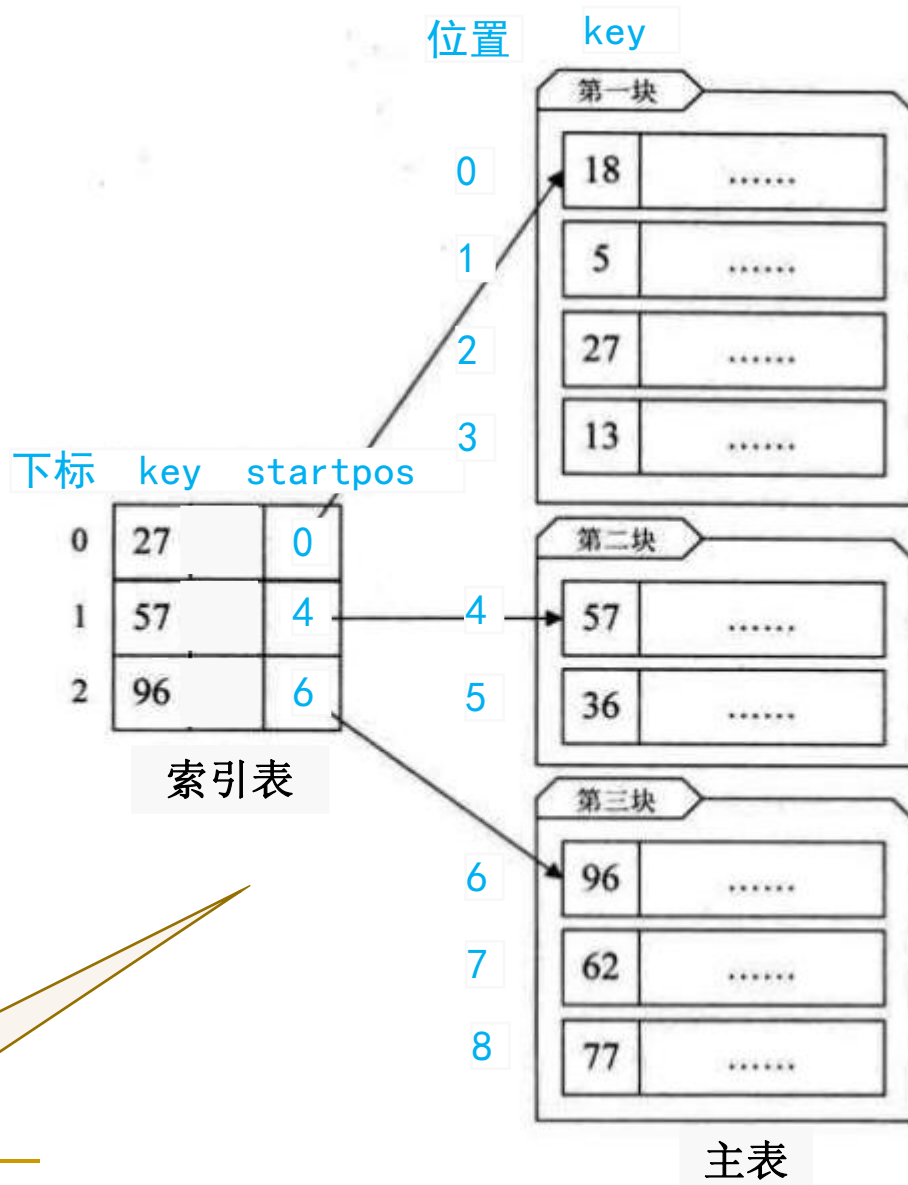 位置 key
第一块
0 18 ......
1 5 ......
2 27 ......
3 13 ......
下标 key startpos
0 27 0
1 57 4
2 96 6
索引表
第二块
4 57 ......
5 36 ......
第三块
6 96 ......
7 62 ......
8 77 ......
主表